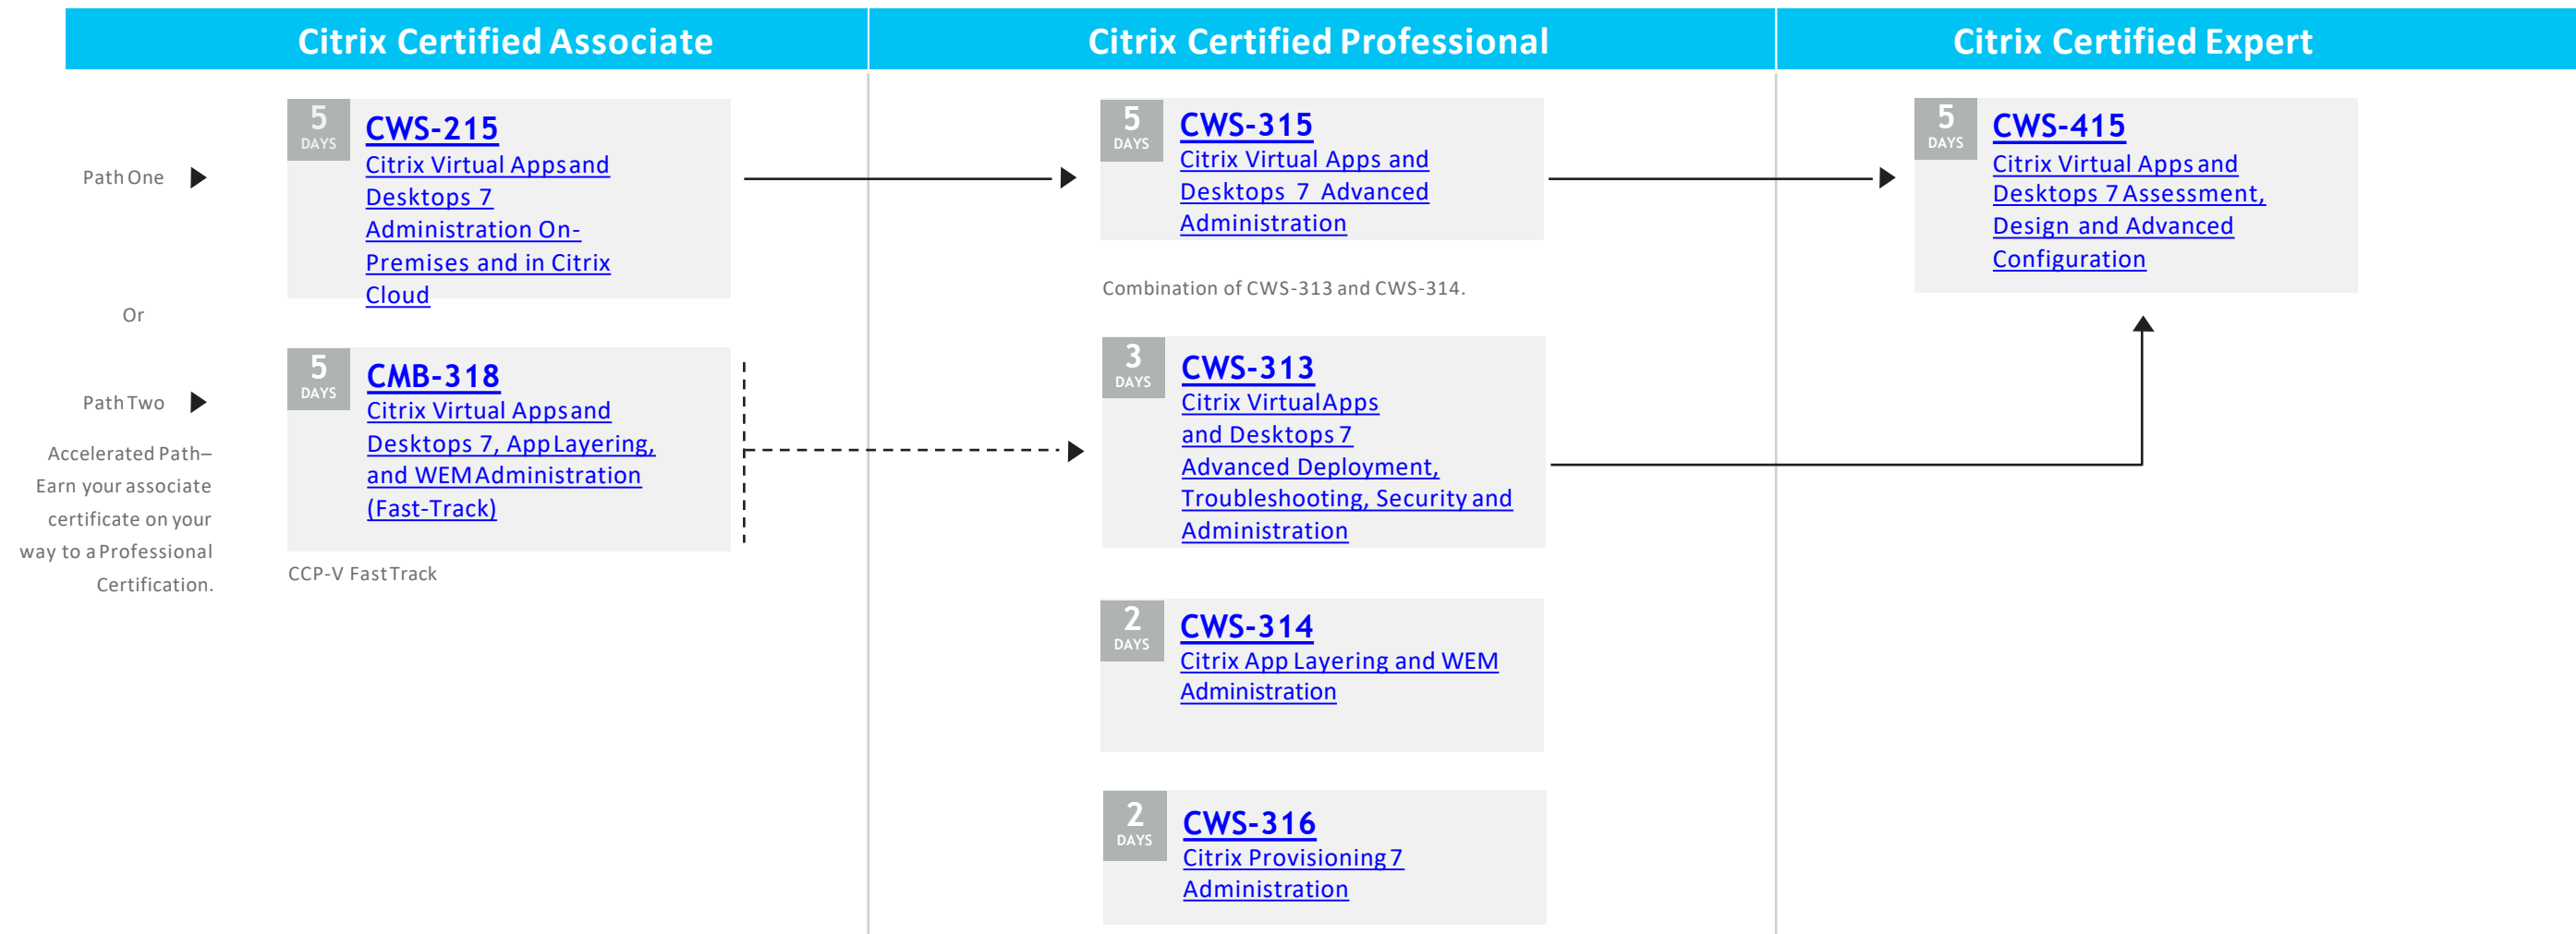 Citrix Certified Associate
Citrix Certified Professional
Citrix Certified Expert
Path One
5
DAYS
CWS-215
Citrix Virtual Apps and
Desktops 7
Administration On-
Premises and in Citrix
Cloud
5
DAYS
CWS-315
Citrix Virtual Apps and
Desktops 7 Advanced
Administration
Combination of CWS-313 and CWS-314.
5
DAYS
CWS-415
Citrix Virtual Apps and
Desktops 7 Assessment,
Design and Advanced
Configuration
Or
Path Two
Accelerated Path–
Earn your associate
certificate on your
way to a Professional
Certification.
5
DAYS
CMB-318
Citrix Virtual Apps and
Desktops 7, App Layering,
and WEM Administration
(Fast-Track)
CCP-V Fast Track
3
DAYS
CWS-313
Citrix Virtual Apps
and Desktops 7
Advanced Deployment,
Troubleshooting, Security and
Administration
2
DAYS
CWS-314
Citrix App Layering and WEM
Administration
2
DAYS
CWS-316
Citrix Provisioning 7
Administration